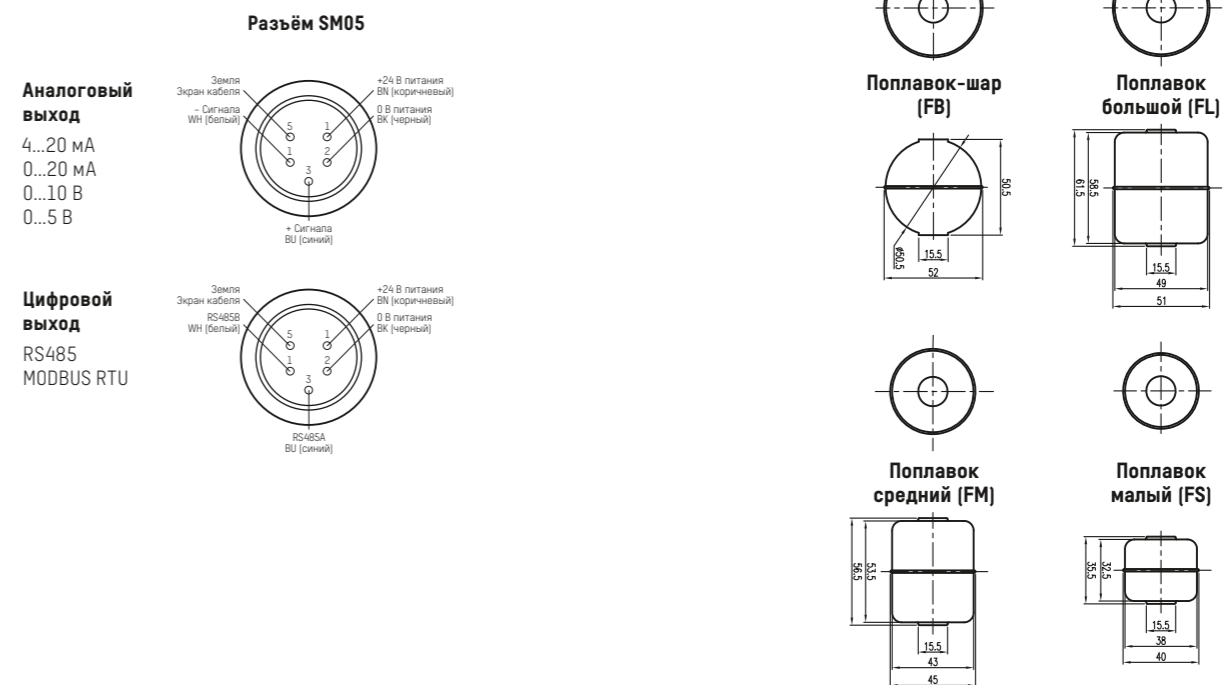 Разъём SM05
Аналоговый
выход
4...20 мА
0...20 мА
0...10 В
0...5 В
Земля
Экран кабеля
- Сигнала
WH (белый)
+24 В питания
BN (коричневый)
0 В питания
BK (черный)
5
1
1
2
3
+ Сигнала
BU (синий)
Цифровой
выход
RS485
MODBUS RTU
Земля
Экран кабеля
RS485B
WH (белый)
+24 В питания
BN (коричневый)
0 В питания
BK (черный)
5
1
1
2
3
RS485A
BU (синий)
Поплавок-шар
(FB)
50.5
ø50.5
15.5
52
Поплавок
большой (FL)
61.5
58.5
15.5
49
51
Поплавок
средний (FM)
56.5
53.5
15.5
43
45
Поплавок
малый (FS)
35.5
32.5
15.5
38
40